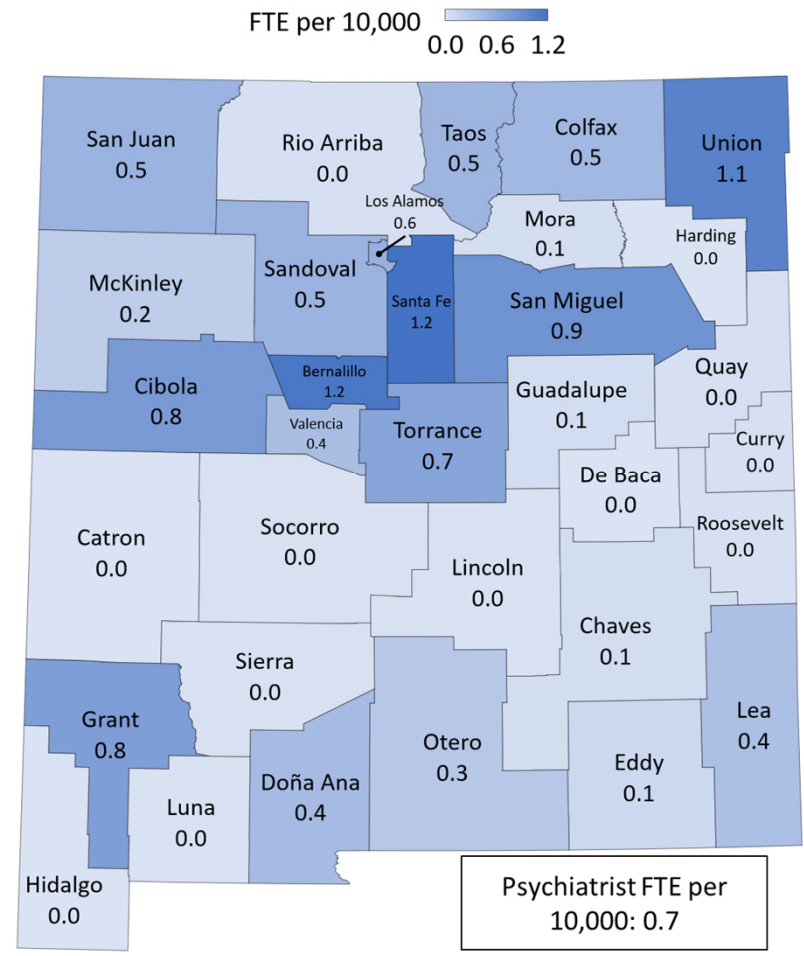 FTE per 10,000
0.0 0.6 1.2
San Juan
0.5
Rio Arriba
0.0
Taos
0.5
Colfax
0.5
Union
1.1
Los Alamos
0.6
Mora
0.1
Harding
0.0
McKinley
0.2
Sandoval
0.5
Santa Fe
1.2
San Miguel
0.9
Cibola
0.8
Bernalillo
1.2
Valencia
0.4
Torrance
0.7
Guadalupe
0.1
Quay
0.0
Curry
0.0
De Baca
0.0
Roosevelt
0.0
Catron
0.0
Socorro
0.0
Lincoln
0.0
Chaves
0.1
Sierra
0.0
Grant
0.8
Doña Ana
0.4
Otero
0.3
Eddy
0.1
Lea
0.4
Luna
0.0
Hidalgo
0.0
Psychiatrist FTE per
10,000: 0.7